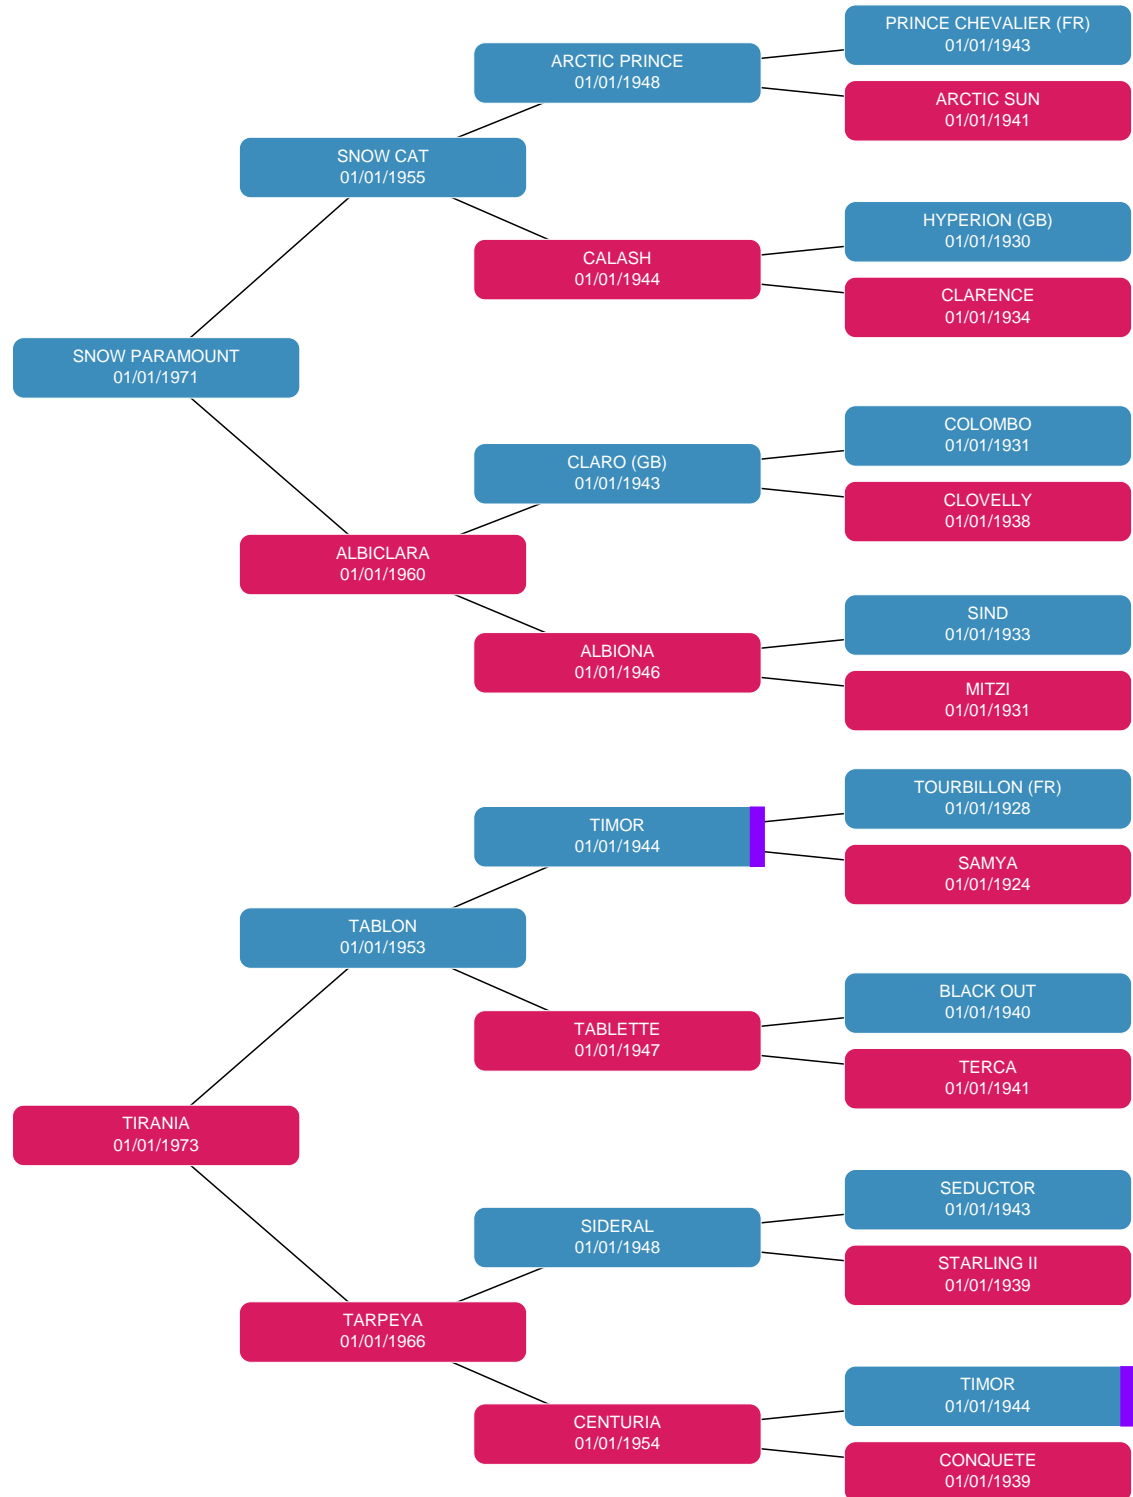 PRINCE CHEVALIER (FR)
01/01/1943
ARCTIC PRINCE
01/01/1948
ARCTIC SUN
01/01/1941
SNOW CAT
01/01/1955
HYPERION (GB)
01/01/1930
CALASH
01/01/1944
CLARENCE
01/01/1934
SNOW PARAMOUNT
01/01/1971
COLOMBO
01/01/1931
CLARO (GB)
01/01/1943
CLOVELLY
01/01/1938
ALBICLARA
01/01/1960
SIND
01/01/1933
ALBIONA
01/01/1946
MITZI
01/01/1931
TOURBILLON (FR)
01/01/1928
TIMOR
01/01/1944
SAMYA
01/01/1924
TABLON
01/01/1953
BLACK OUT
01/01/1940
TABLETTE
01/01/1947
TERCA
01/01/1941
TIRANIA
01/01/1973
SEDUCTOR
01/01/1943
SIDERAL
01/01/1948
STARLING II
01/01/1939
TARPEYA
01/01/1966
TIMOR
01/01/1944
CENTURIA
01/01/1954
CONQUETE
01/01/1939